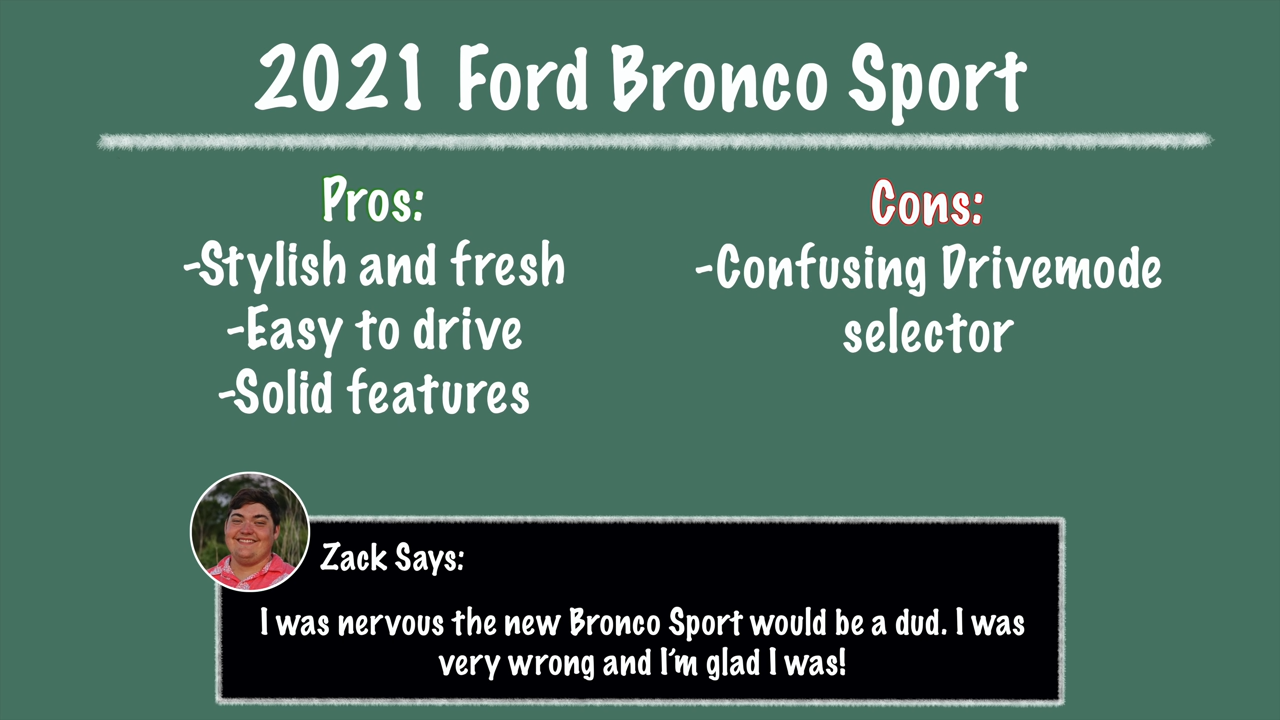 2021 Ford Bronco Sport
Pros:
-Stylish and fresh
-Easy to drive
-Solid features
Cons:
-Confusing Drivemode
selector
Zack Says:
I was nervous the new Bronco Sport would be a dud. I was
very wrong and I’m glad I was!